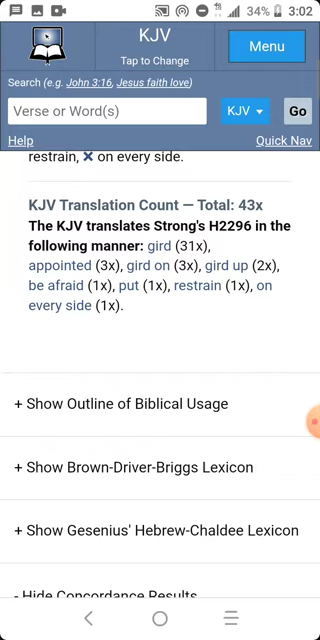 34% 3:02
KJV
Tap to Change
Menu
Search (e.g. John 3:16, Jesus faith love)
Verse or Word(s)
KJV
Go
Help
Quick Nav
restrain, × on every side.
KJV Translation Count — Total: 43x
The KJV translates Strong's H2296 in the
following manner: gird (31x),
appointed (3x), gird on (3x), gird up (2x),
be afraid (1x), put (1x), restrain (1x), on
every side (1x).
+ Show Outline of Biblical Usage
+ Show Brown-Driver-Briggs Lexicon
+ Show Gesenius' Hebrew-Chaldee Lexicon
- Hide Concordance Results